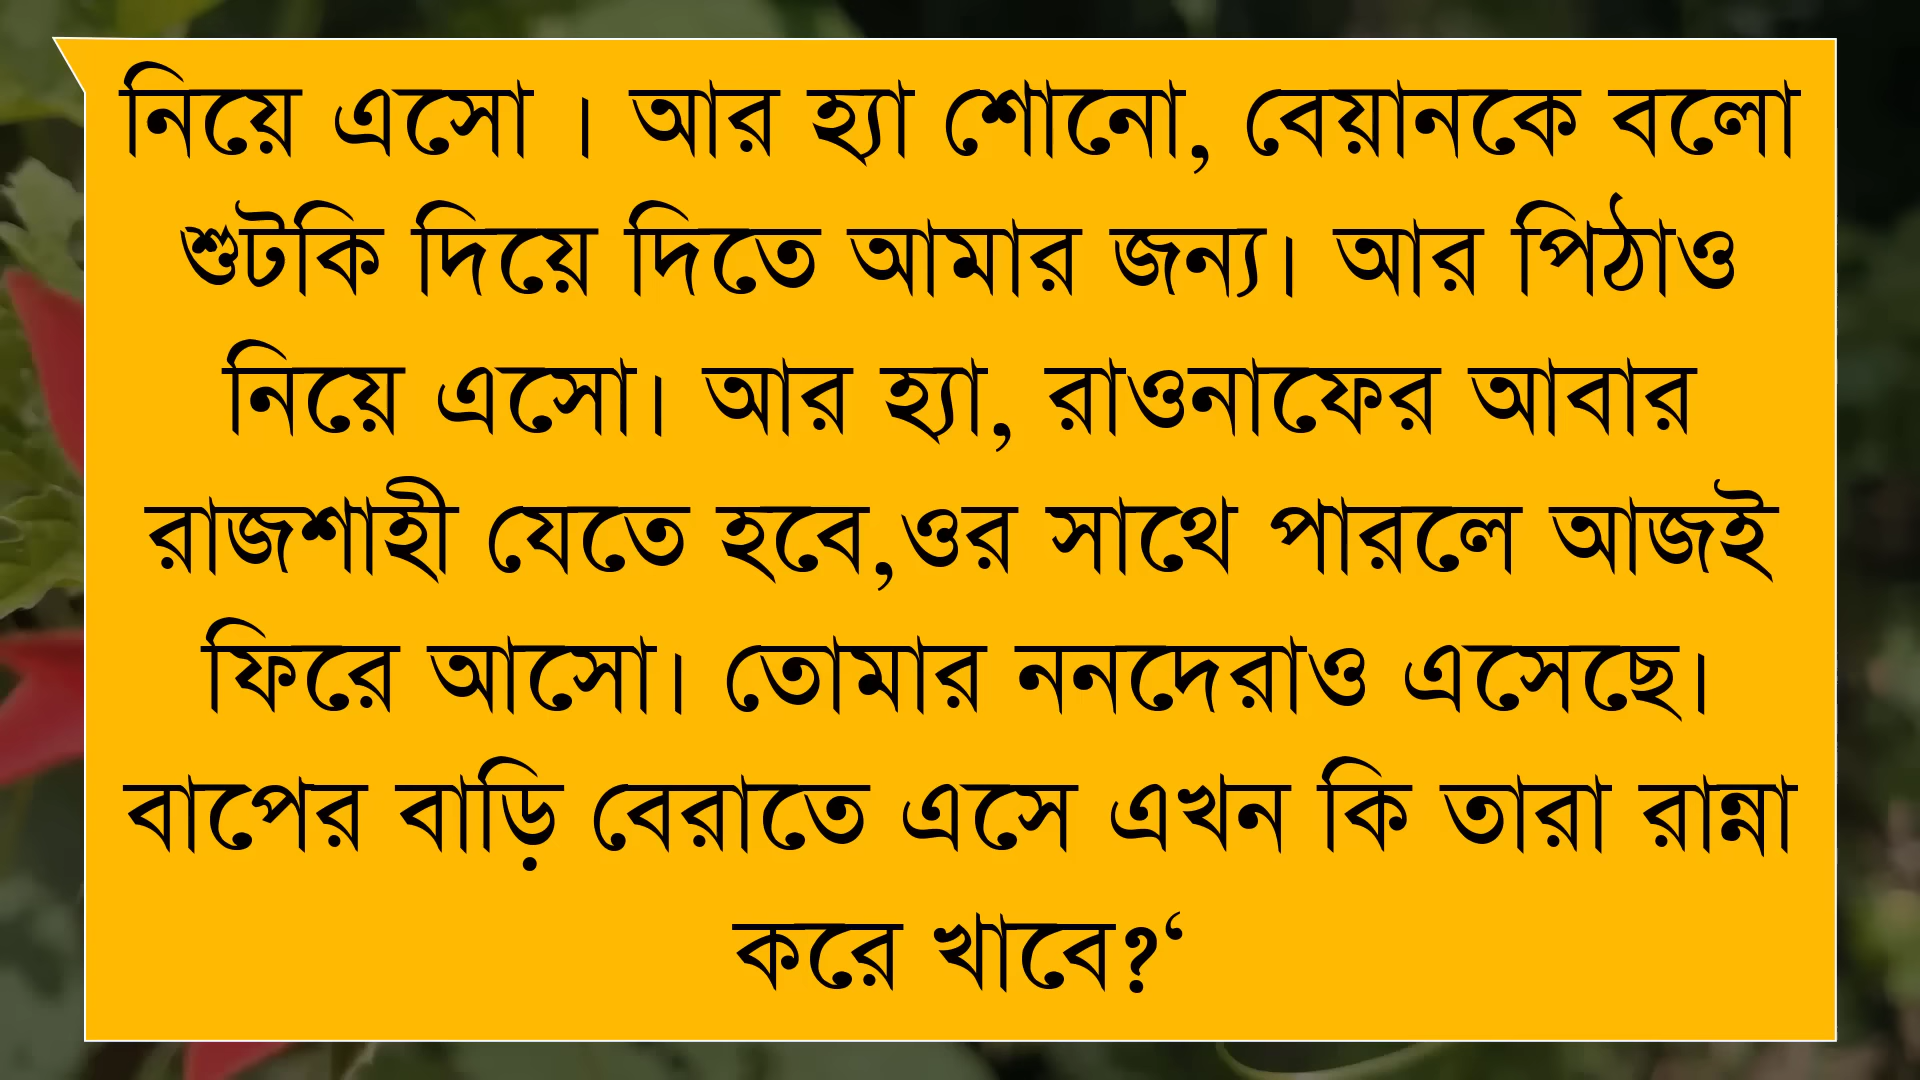 নিয়ে এসো । আর হ্যা শোনো, বেয়ানকে বলো
শুটকি দিয়ে দিতে আমার জন্য। আর পিঠাও
নিয়ে এসো। আর হ্যা, রাওনাফের আবার
রাজশাহী যেতে হবে,ওর সাথে পারলে আজই
ফিরে আসো। তোমার ননদেরাও এসেছে।
বাপের বাড়ি বেরাতে এসে এখন কি তারা রান্না
করে খাবে?‘